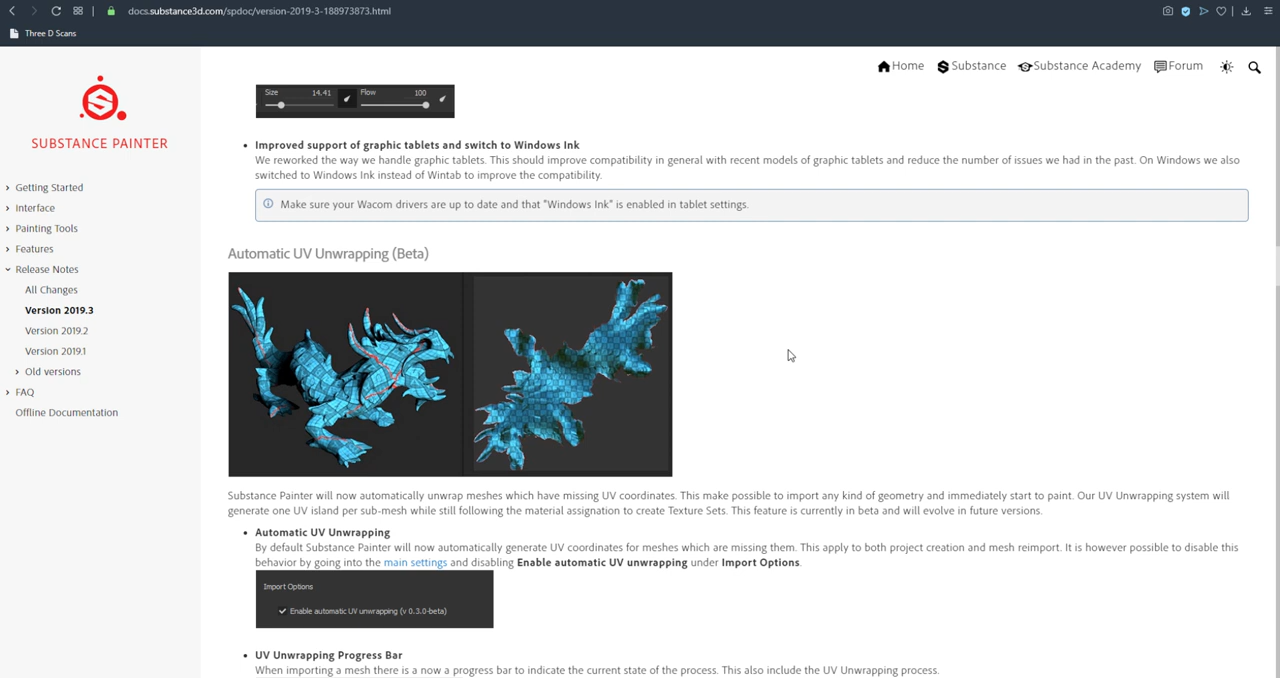 docs.substance3d.com/spdoc/version-2019-3-188973873.html
Three D Scans
Home Substance Substance Academy Forum
SUBSTANCE PAINTER
Getting Started
Interface
Painting Tools
Features
Release Notes
All Changes
Version 2019.3
Version 2019.2
Version 2019.1
Old versions
FAQ
Offline Documentation
Size 14.41 Flow 100
• Improved support of graphic tablets and switch to Windows Ink
We reworked the way we handle graphic tablets. This should improve compatibility in general with recent models of graphic tablets and reduce the number of issues we had in the past. On Windows we also
switched to Windows Ink instead of Wintab to improve the compatibility.
Make sure your Wacom drivers are up to date and that "Windows Ink" is enabled in tablet settings.
Automatic UV Unwrapping (Beta)
Substance Painter will now automatically unwrap meshes which have missing UV coordinates. This make possible to import any kind of geometry and immediately start to paint. Our UV Unwrapping system will
generate one UV island per sub-mesh while still following the material assignation to create Texture Sets. This feature is currently in beta and will evolve in future versions.
• Automatic UV Unwrapping
By default Substance Painter will now automatically generate UV coordinates for meshes which are missing them. This apply to both project creation and mesh reimport. It is however possible to disable this
behavior by going into the main settings and disabling Enable automatic UV unwrapping under Import Options.
Import Options
Enable automatic UV unwrapping (v 0.3.0-beta)
• UV Unwrapping Progress Bar
When importing a mesh there is a now a progress bar to indicate the current state of the process. This also include the UV Unwrapping process.